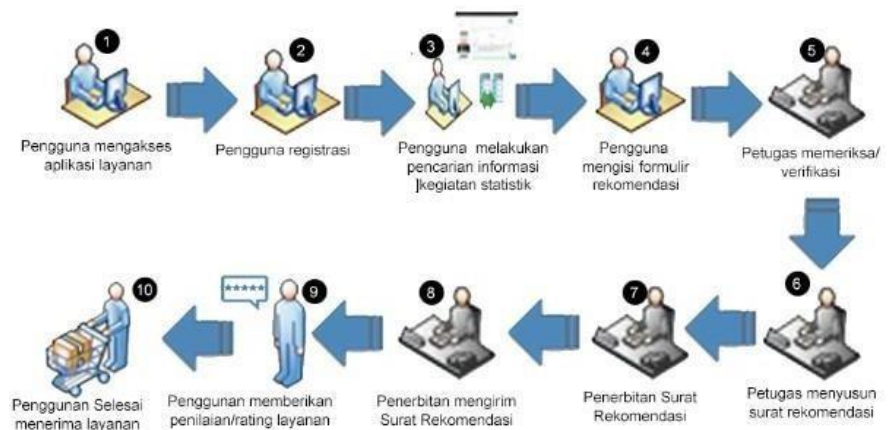 1
Pengguna mengakses
aplikasi layanan
2
Pengguna registrasi
3
Pengguna melakukan
pencarian informasi
]kegiatan statistik
4
Pengguna
mengisi formulir
rekomendasi
5
Petugas memeriksa/
verifikasi
6
Petugas menyusun
surat rekomendasi
7
Penerbitan Surat
Rekomendasi
8
Penerbitan mengirim
Surat Rekomendasi
*****
9
Penggunan memberikan
penilaian/rating layanan
10
Penggunan Selesai
menerima layanan